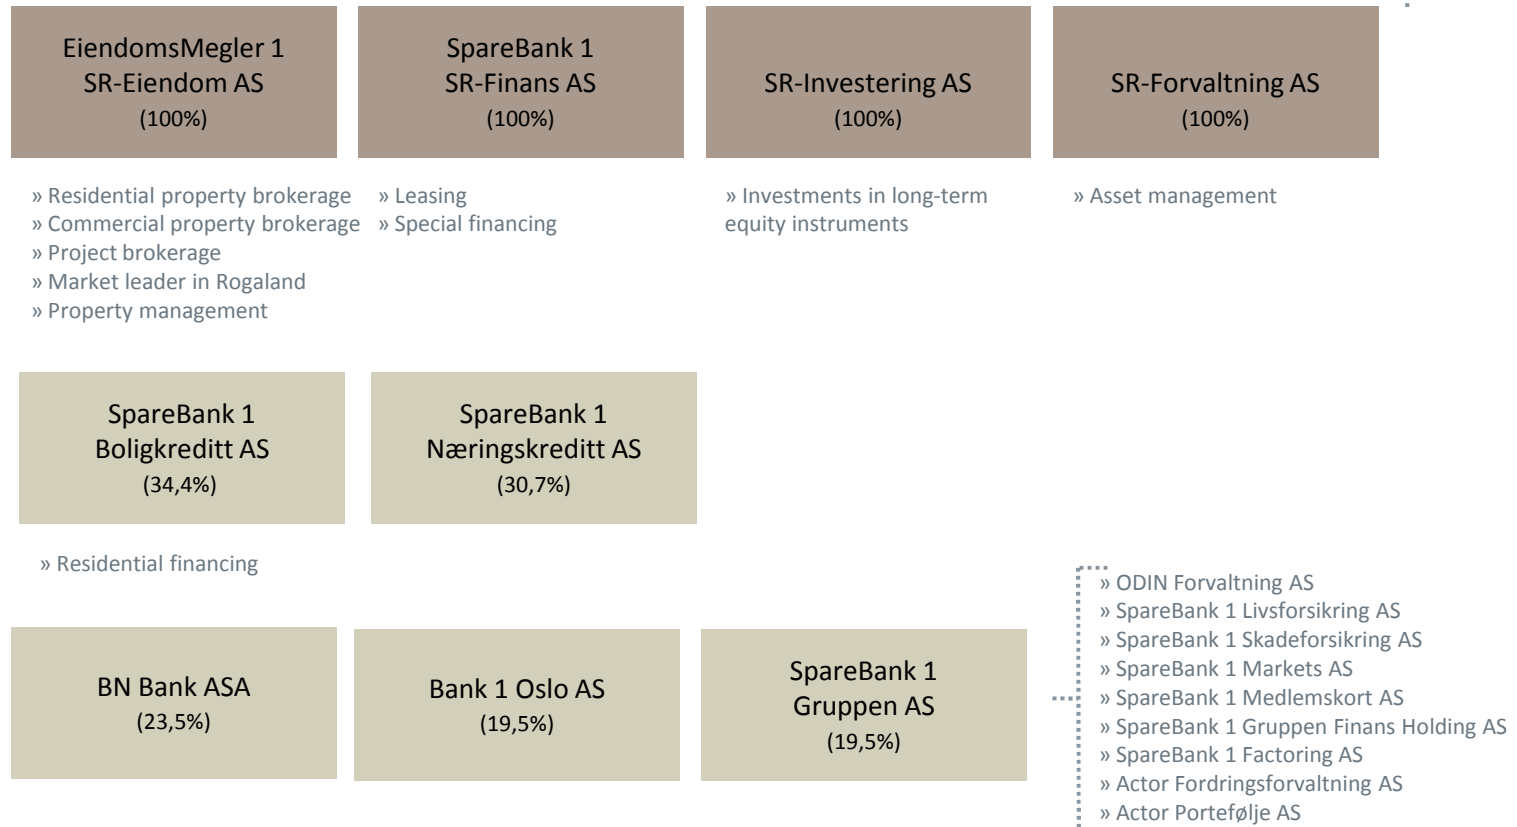 EiendomsMegler 1
SR-Eiendom AS
(100%)
SpareBank 1
SR-Finans AS
(100%)
SR-Investering AS
(100%)
SR-Forvaltning AS
(100%)
» Residential property brokerage
» Commercial property brokerage
» Project brokerage
» Market leader in Rogaland
» Property management
» Leasing
» Special financing
» Investments in long-term
equity instruments
» Asset management
SpareBank 1
Boligkreditt AS
(34,4%)
SpareBank 1
Næringskreditt AS
(30,7%)
» Residential financing
BN Bank ASA
(23,5%)
Bank 1 Oslo AS
(19,5%)
SpareBank 1
Gruppen AS
(19,5%)
» ODIN Forvaltning AS
» SpareBank 1 Livsforsikring AS
» SpareBank 1 Skadeforsikring AS
» SpareBank 1 Markets AS
» SpareBank 1 Medlemskort AS
» SpareBank 1 Gruppen Finans Holding AS
» SpareBank 1 Factoring AS
» Actor Fordringsforvaltning AS
» Actor Portefølje AS